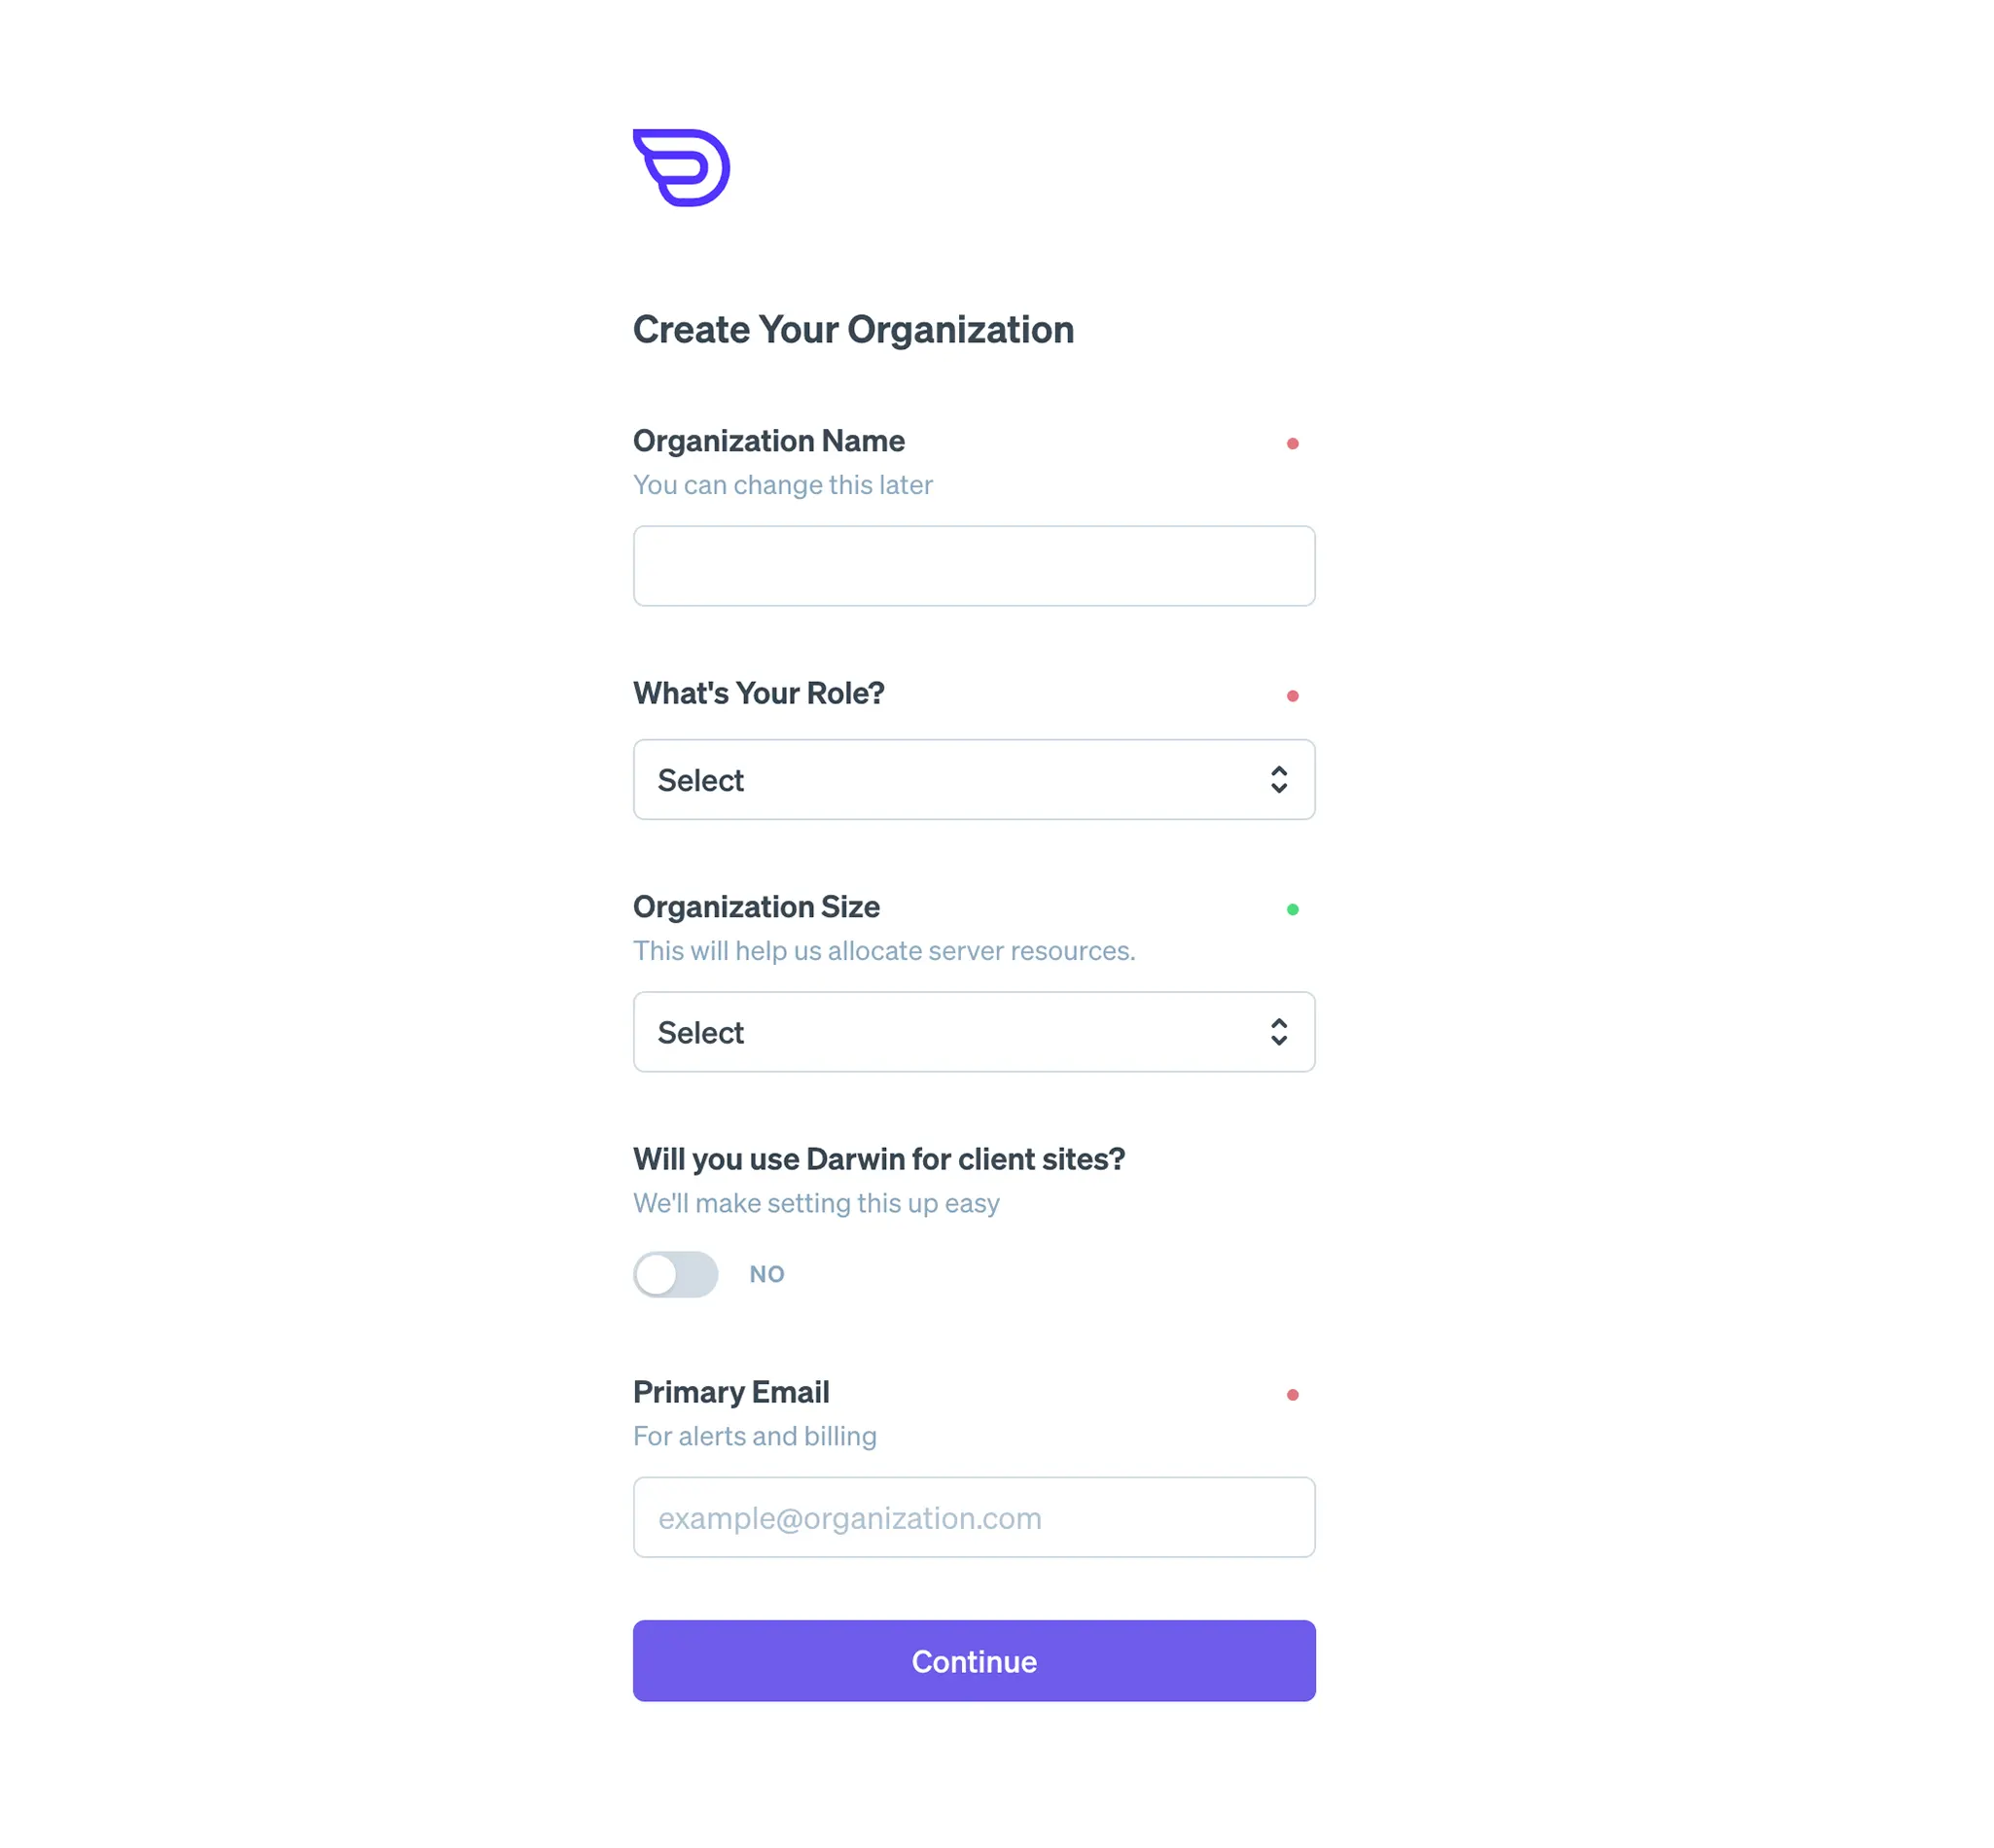 Create Your Organization
Organization Name
You can change this later
What's Your Role?
Select
Organization Size
This will help us allocate server resources.
Select
Will you use Darwin for client sites?
We'll make setting this up easy
NO
Primary Email
For alerts and billing
example@organization.com
Continue